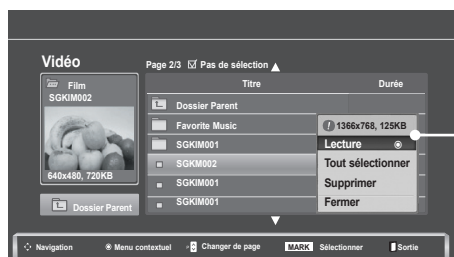 Vidéo
Page 2/3 Pas de sélection
Film
SGKIM002
640x480, 720KB
Dossier Parent
Titre Durée
Dossier Parent
Favorite Music
SGKIM001
SGKM002
SGKIM001
SGKIM001
1366x768, 125KB
Lecture
Tout sélectionner
Supprimer
Fermer
Navigation Menu contextuel Changer de page MARK Sélectionner Sortie